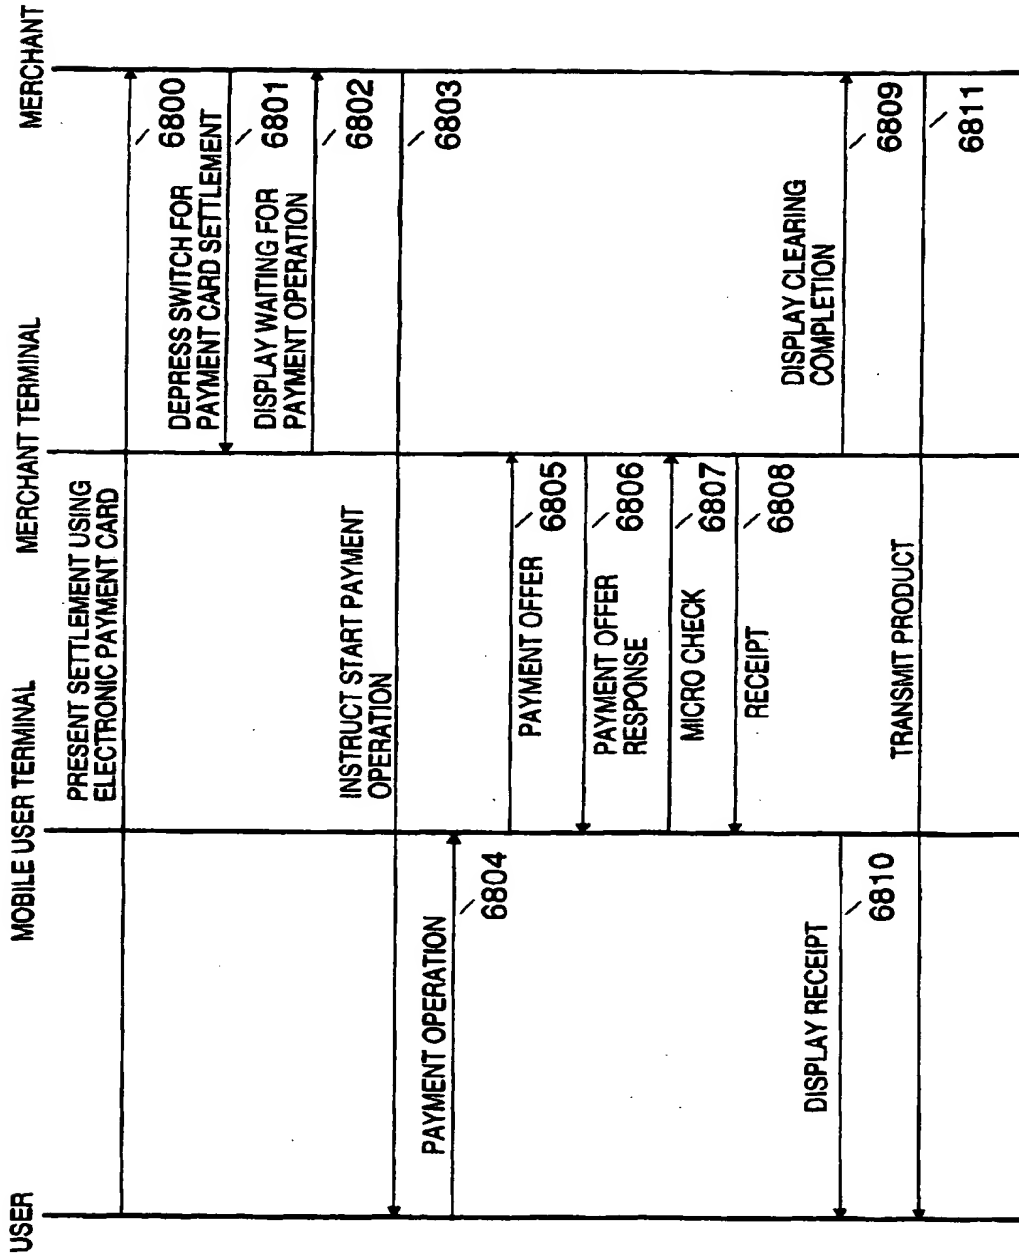 USER
MOBILE USER TERMINAL
MERCHANT TERMINAL
MERCHANT
PRESENT SETTLEMENT USING
ELECTRONIC PAYMENT CARD
6800
DEPRESS SWITCH FOR
PAYMENT CARD SETTLEMENT
6801
DISPLAY WAITING FOR
PAYMENT OPERATION
6802
INSTRUCT START PAYMENT
OPERATION
6803
PAYMENT OPERATION
6804
PAYMENT OFFER
6805
PAYMENT OFFER
RESPONSE
6806
MICRO CHECK
6807
RECEIPT
6808
DISPLAY CLEARING
COMPLETION
6809
DISPLAY RECEIPT
6810
TRANSMIT PRODUCT
6811